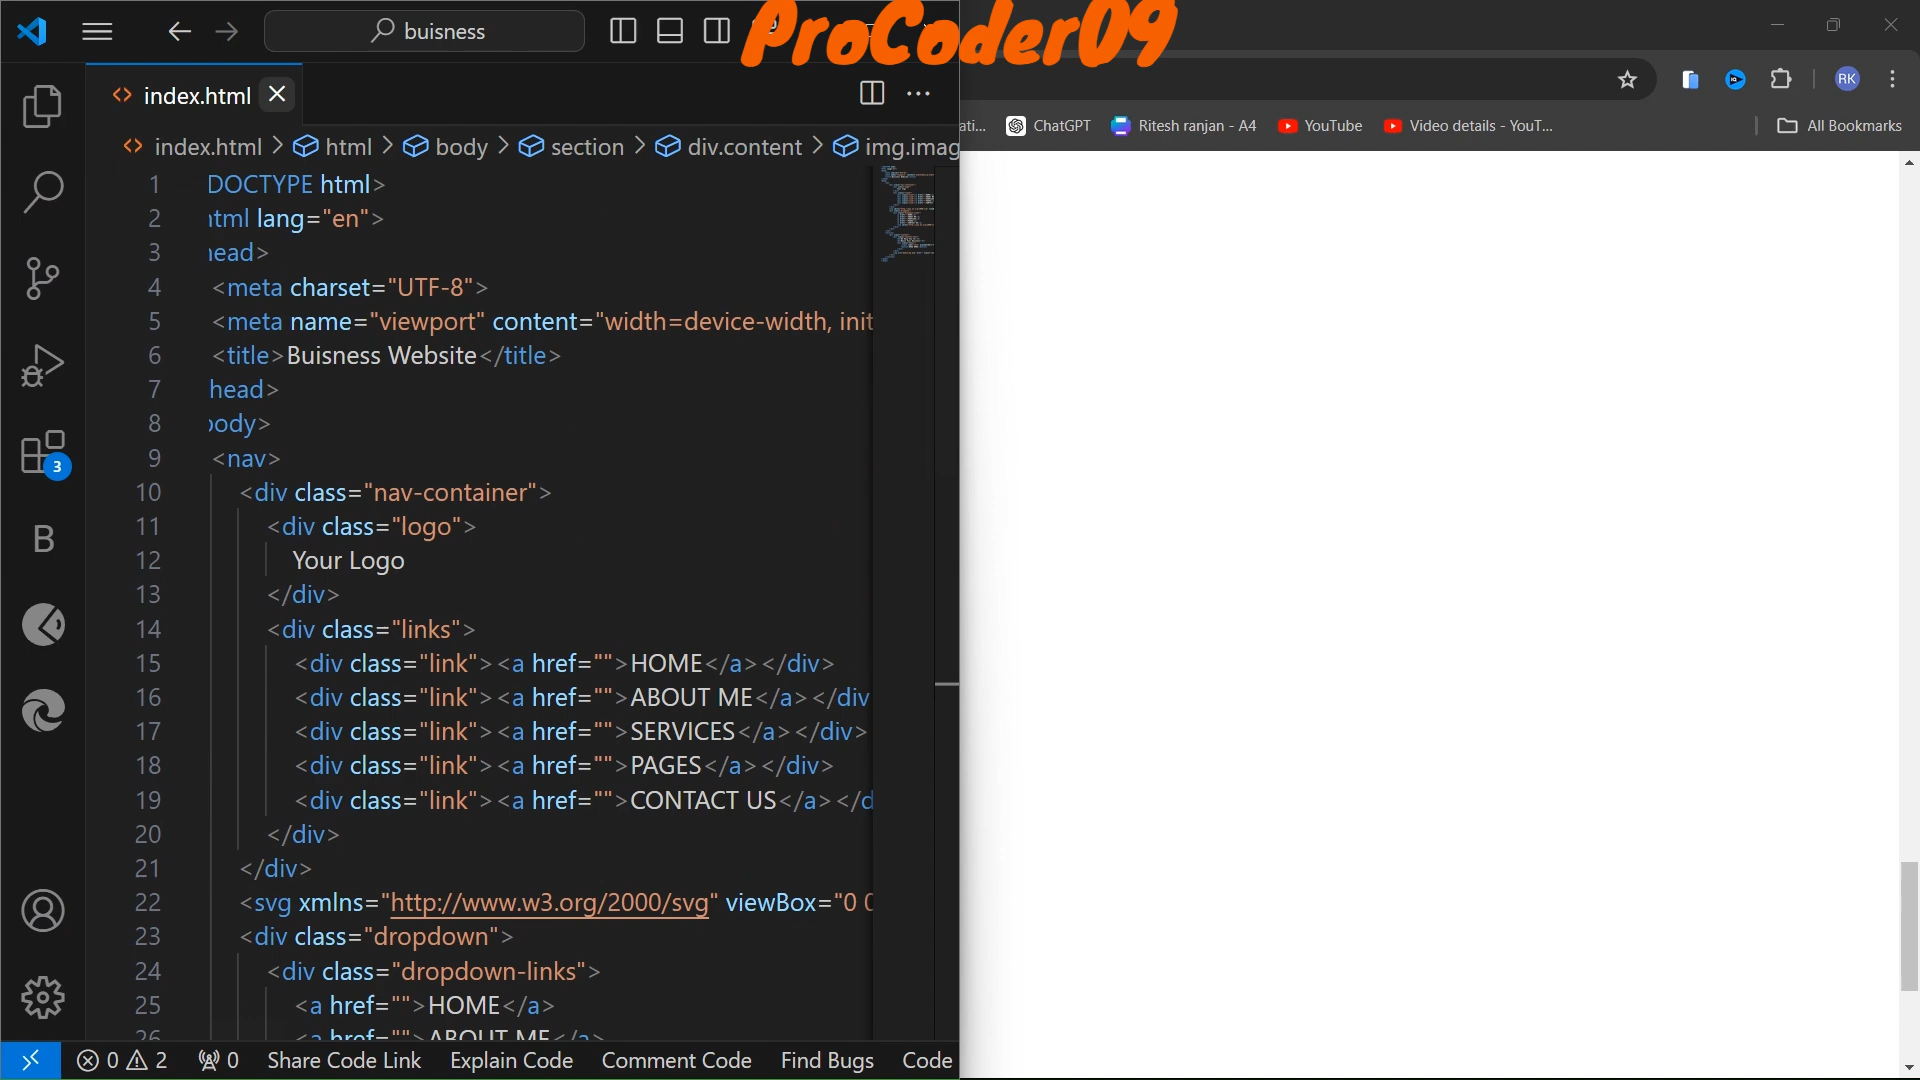 buisness
ProCoder09
index.html
index.html > html > body > section > div.content > img.imag
RK
ati... ChatGPT Ritesh ranjan - A4 YouTube Video details - YouT... All Bookmarks
1 DOCTYPE html>
2 html lang="en">
3 head>
4 <meta charset="UTF-8">
5 <meta name="viewport" content="width=device-width, init
6 <title>Buisness Website</title>
7 head>
8 body>
9 <nav>
10 <div class="nav-container">
11 <div class="logo">
12 Your Logo
13 </div>
14 <div class="links">
15 <div class="link"><a href="">HOME</a></div>
16 <div class="link"><a href="">ABOUT ME</a></div
17 <div class="link"><a href="">SERVICES</a></div>
18 <div class="link"><a href="">PAGES</a></div>
19 <div class="link"><a href="">CONTACT US</a></d
20 </div>
21 </div>
22 <svg xmlns="http://www.w3.org/2000/svg" viewBox="0 0
23 <div class="dropdown">
24 <div class="dropdown-links">
25 <a href="">HOME</a>
26 <a href="">ABOUT ME</a>
3
B
0 2 0 Share Code Link Explain Code Comment Code Find Bugs Code